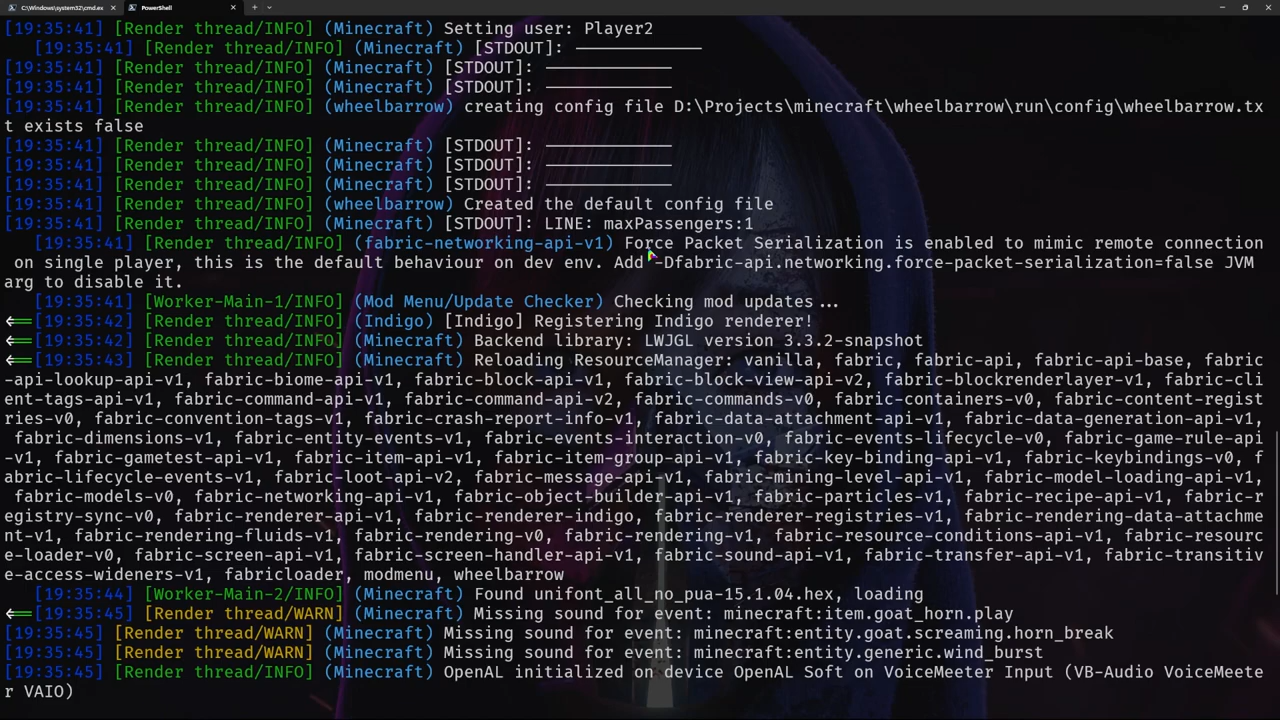 C:\Windows\system32\cmd.ex
PowerShell
[19:35:41] [Render thread/INFO] (Minecraft) Setting user: Player2
[19:35:41] [Render thread/INFO] (Minecraft) [STDOUT]: ——————————
[19:35:41] [Render thread/INFO] (Minecraft) [STDOUT]: ——————————
[19:35:41] [Render thread/INFO] (Minecraft) [STDOUT]: ——————————
[19:35:41] [Render thread/INFO] (wheelbarrow) creating config file D:\Projects\minecraft\wheelbarrow\run\config\wheelbarrow.tx
t exists false
[19:35:41] [Render thread/INFO] (Minecraft) [STDOUT]: ——————————
[19:35:41] [Render thread/INFO] (Minecraft) [STDOUT]: ——————————
[19:35:41] [Render thread/INFO] (Minecraft) [STDOUT]: ——————————
[19:35:41] [Render thread/INFO] (wheelbarrow) Created the default config file
[19:35:41] [Render thread/INFO] (Minecraft) [STDOUT]: LINE: maxPassengers:1
[19:35:41] [Render thread/INFO] (fabric-networking-api-v1) Force Packet Serialization is enabled to mimic remote connection
on single player, this is the default behaviour on dev env. Add -Dfabric-api.networking.force-packet-serialization=false JVM
arg to disable it.
[19:35:41] [Worker-Main-1/INFO] (Mod Menu/Update Checker) Checking mod updates...
[19:35:42] [Render thread/INFO] (Indigo) [Indigo] Registering Indigo renderer!
[19:35:42] [Render thread/INFO] (Minecraft) Backend library: LWJGL version 3.3.2-snapshot
[19:35:43] [Render thread/INFO] (Minecraft) Reloading ResourceManager: vanilla, fabric, fabric-api, fabric-api-base, fabric
-api-lookup-api-v1, fabric-biome-api-v1, fabric-block-api-v1, fabric-block-view-api-v2, fabric-blockrenderlayer-v1, fabric-cli
ent-tags-api-v1, fabric-command-api-v1, fabric-command-api-v2, fabric-commands-v0, fabric-containers-v0, fabric-content-regist
ries-v0, fabric-convention-tags-v1, fabric-crash-report-info-v1, fabric-data-attachment-api-v1, fabric-data-generation-api-v1,
fabric-dimensions-v1, fabric-entity-events-v1, fabric-events-interaction-v0, fabric-events-lifecycle-v0, fabric-game-rule-api
-v1, fabric-gametest-api-v1, fabric-item-api-v1, fabric-item-group-api-v1, fabric-key-binding-api-v1, fabric-keybindings-v0, f
abric-lifecycle-events-v1, fabric-loot-api-v2, fabric-message-api-v1, fabric-mining-level-api-v1, fabric-model-loading-api-v1,
fabric-models-v0, fabric-networking-api-v1, fabric-object-builder-api-v1, fabric-particles-v1, fabric-recipe-api-v1, fabric-r
egistry-sync-v0, fabric-renderer-api-v1, fabric-renderer-indigo, fabric-renderer-registries-v1, fabric-rendering-data-attachme
nt-v1, fabric-rendering-fluids-v1, fabric-rendering-v0, fabric-rendering-v1, fabric-resource-conditions-api-v1, fabric-resourc
e-loader-v0, fabric-screen-api-v1, fabric-screen-handler-api-v1, fabric-sound-api-v1, fabric-transfer-api-v1, fabric-transitiv
e-access-wideners-v1, fabricloader, modmenu, wheelbarrow
[19:35:44] [Worker-Main-2/INFO] (Minecraft) Found unifont_all_no_pua-15.1.04.hex, loading
[19:35:45] [Render thread/WARN] (Minecraft) Missing sound for event: minecraft:item.goat_horn.play
[19:35:45] [Render thread/WARN] (Minecraft) Missing sound for event: minecraft:entity.goat.screaming.horn_break
[19:35:45] [Render thread/WARN] (Minecraft) Missing sound for event: minecraft:entity.generic.wind_burst
[19:35:45] [Render thread/INFO] (Minecraft) OpenAL initialized on device OpenAL Soft on VoiceMeeter Input (VB-Audio VoiceMeete
r VAIO)